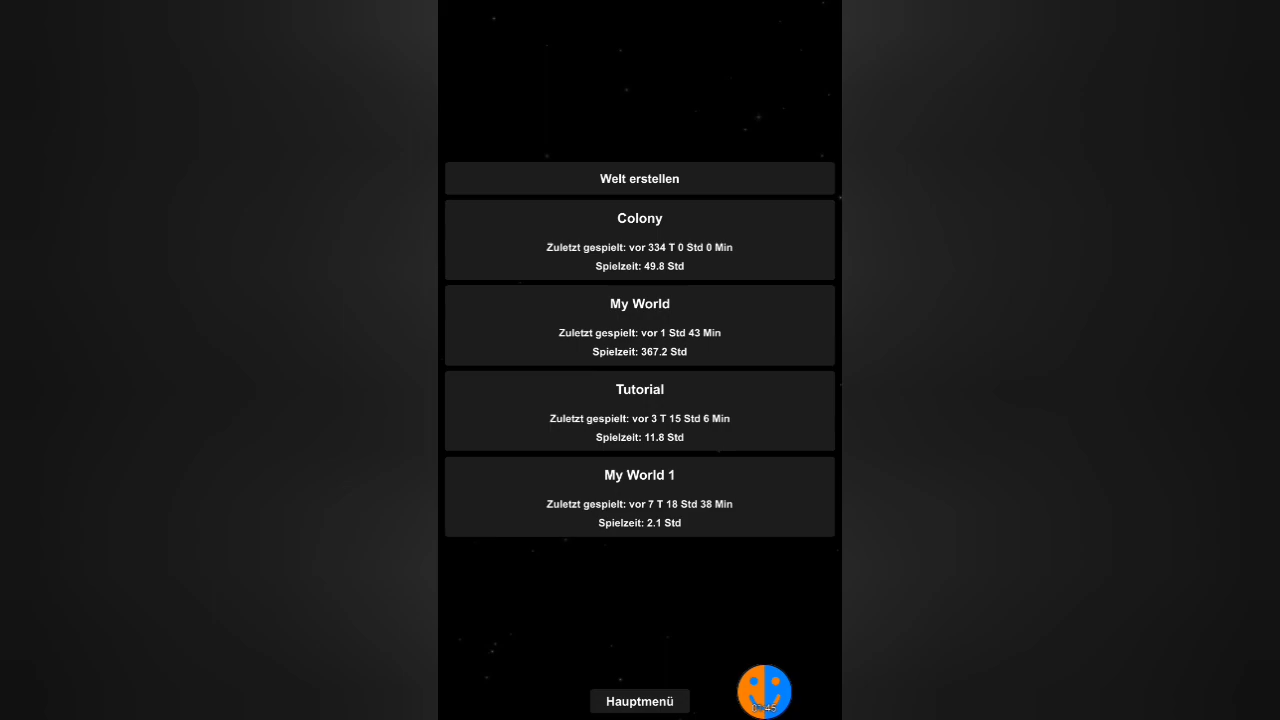 Welt erstellen
Colony
Zuletzt gespielt: vor 334 T 0 Std 0 Min
Spielzeit: 49.8 Std
My World
Zuletzt gespielt: vor 1 Std 43 Min
Spielzeit: 367.2 Std
Tutorial
Zuletzt gespielt: vor 3 T 15 Std 6 Min
Spielzeit: 11.8 Std
My World 1
Zuletzt gespielt: vor 7 T 18 Std 38 Min
Spielzeit: 2.1 Std
Hauptmenü